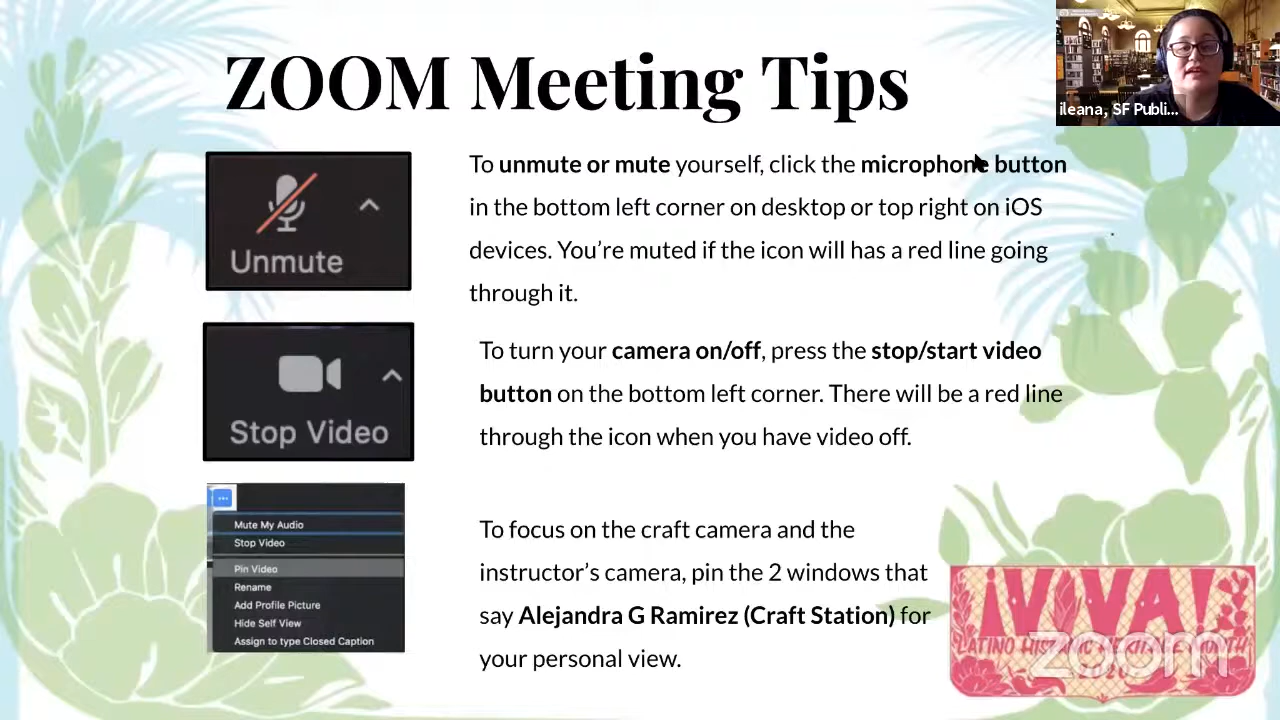 ZOOM Meeting Tips
ileana, SF Publi...
Unmute
To unmute or mute yourself, click the microphone button
in the bottom left corner on desktop or top right on iOS
devices. You’re muted if the icon will has a red line going
through it.
Stop Video
To turn your camera on/off, press the stop/start video
button on the bottom left corner. There will be a red line
through the icon when you have video off.
Mute My Audio
Stop Video
Pin Video
Rename
Add Profile Picture
Hide Self View
Assign to type Closed Caption
To focus on the craft camera and the
instructor’s camera, pin the 2 windows that
say Alejandra G Ramirez (Craft Station) for
your personal view.
¡VIVA!
LATINO HISPANIC HERITAGE MONTH
zoom